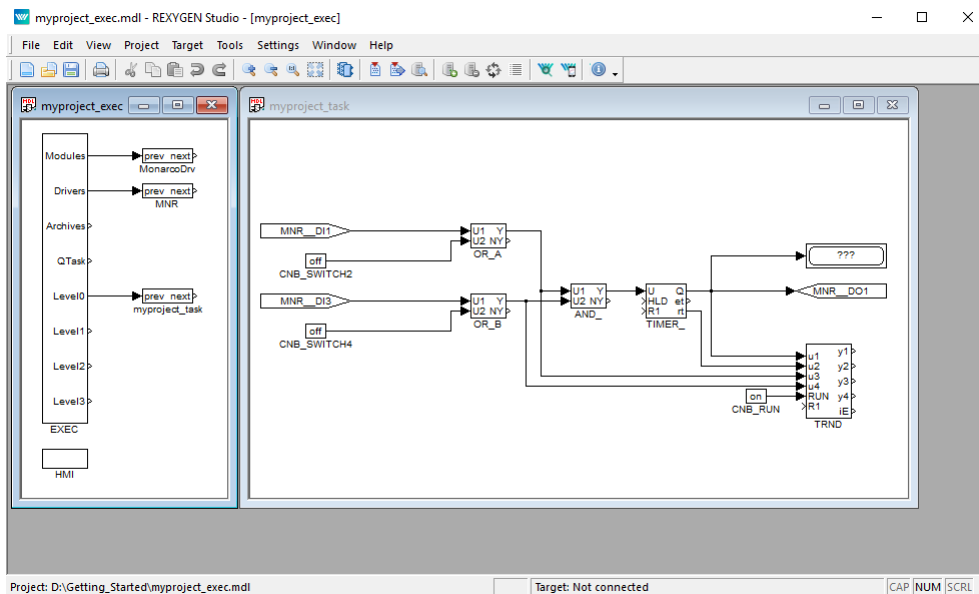 myproject_exec.mdl - REXYGEN Studio - [myproject_exec]
File Edit View Project Target Tools Settings Window Help
myproject_exec
Modules
prev next
MonarcoDrv
Drivers
prev next
MNR
Archives
QTask
Level0
prev next
myproject_task
Level1
Level2
Level3
EXEC
HMI
myproject_task
MNR__DI1
off
CNB_SWITCH2
U1 Y
U2 NY
OR_A
MNR__DI3
off
CNB_SWITCH4
U1 Y
U2 NY
OR_B
U1 Y
U2 NY
AND_
U Q
HLD et
R1 rt
TIMER_
???
MNR__DO1
on
CNB_RUN
u1 y1
u2 y2
u3 y3
u4 y4
RUN
R1 iE
TRND
Project: D:\Getting_Started\myproject_exec.mdl
Target: Not connected
CAP NUM SCRL